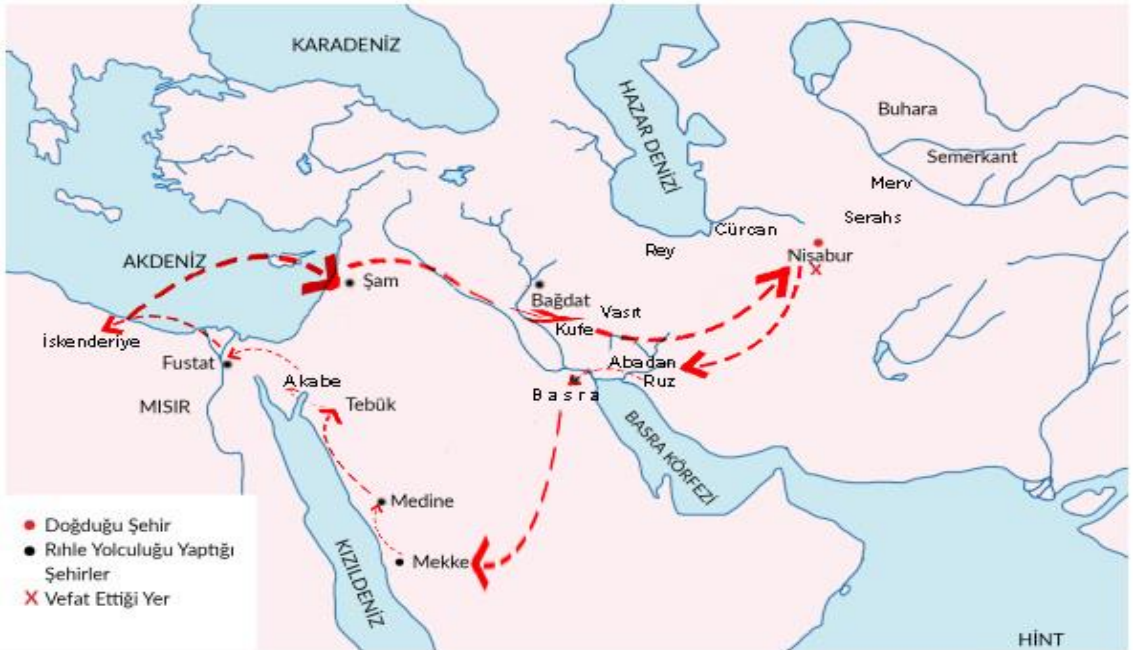 KARADENİZ
HAZAR DENİZİ
Buhara
Semerkant
Merv
Serahs
Cürcan
Rey
Nişabur
AKDENİZ
Şam
Bağdat
Vasıt
Kufe
İskenderiye
Fustat
Abadan
Ruz
Akabe
Basra
MISIR
Tebük
BASRA KÖRFEZİ
Medine
Mekke
KIZILDENİZ
Doğduğu Şehir
Rıhle Yolculuğu Yaptığı
Şehirler
X Vefat Ettiği Yer
HİNT